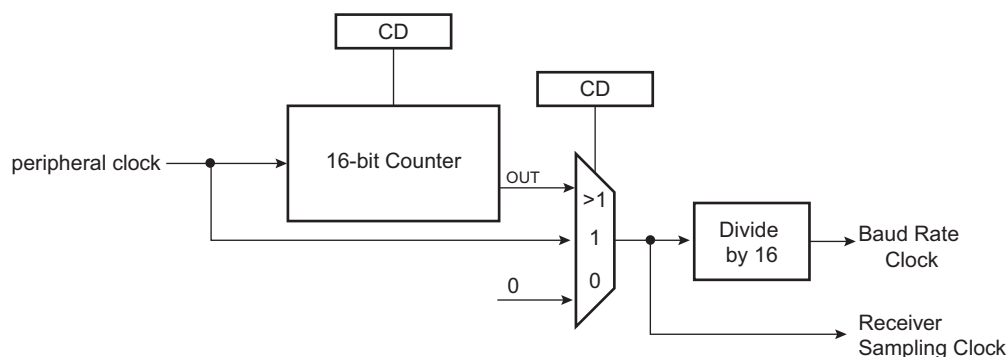 CD
CD
peripheral clock
16-bit Counter
OUT
>1
1
0
0
Divide
by 16
Baud Rate
Clock
Receiver
Sampling Clock